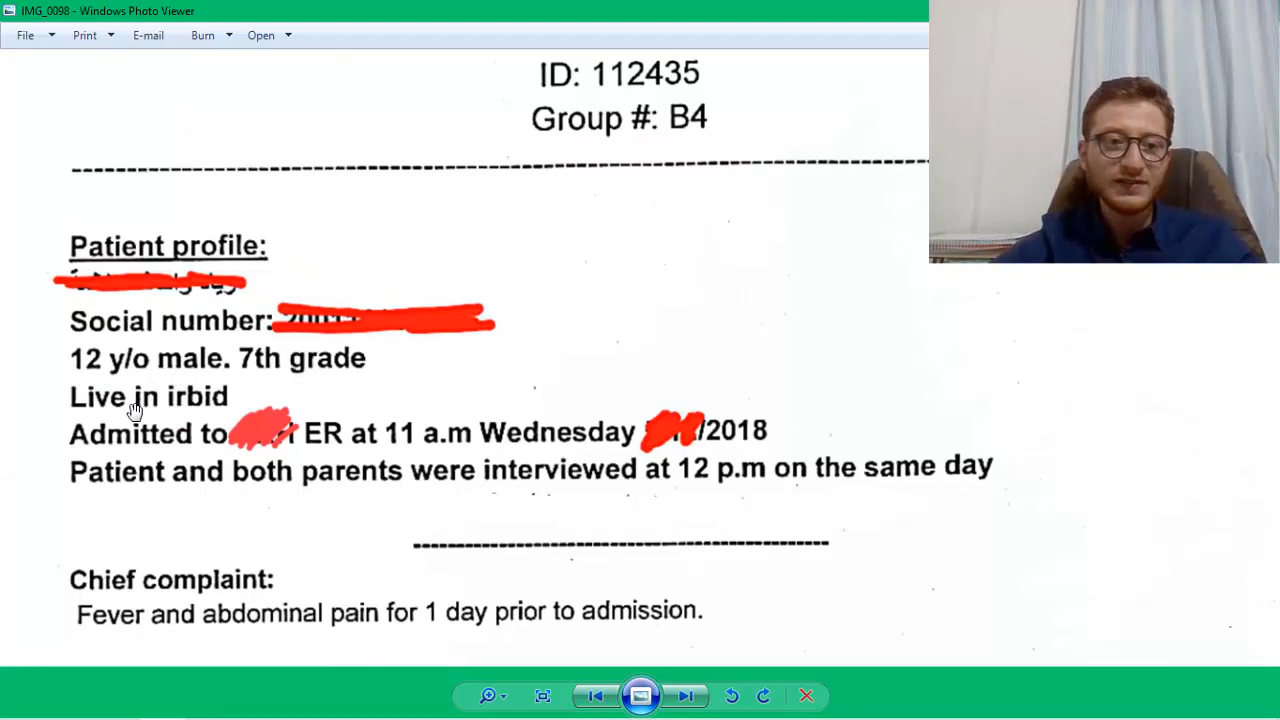 IMG_0098 - Windows Photo Viewer
File Print E-mail Burn Open
ID: 112435
Group #: B4
Patient profile:
Social number:
12 y/o male. 7th grade
Live in irbid
Admitted to ER at 11 a.m Wednesday /2018
Patient and both parents were interviewed at 12 p.m on the same day
Chief complaint:
Fever and abdominal pain for 1 day prior to admission.